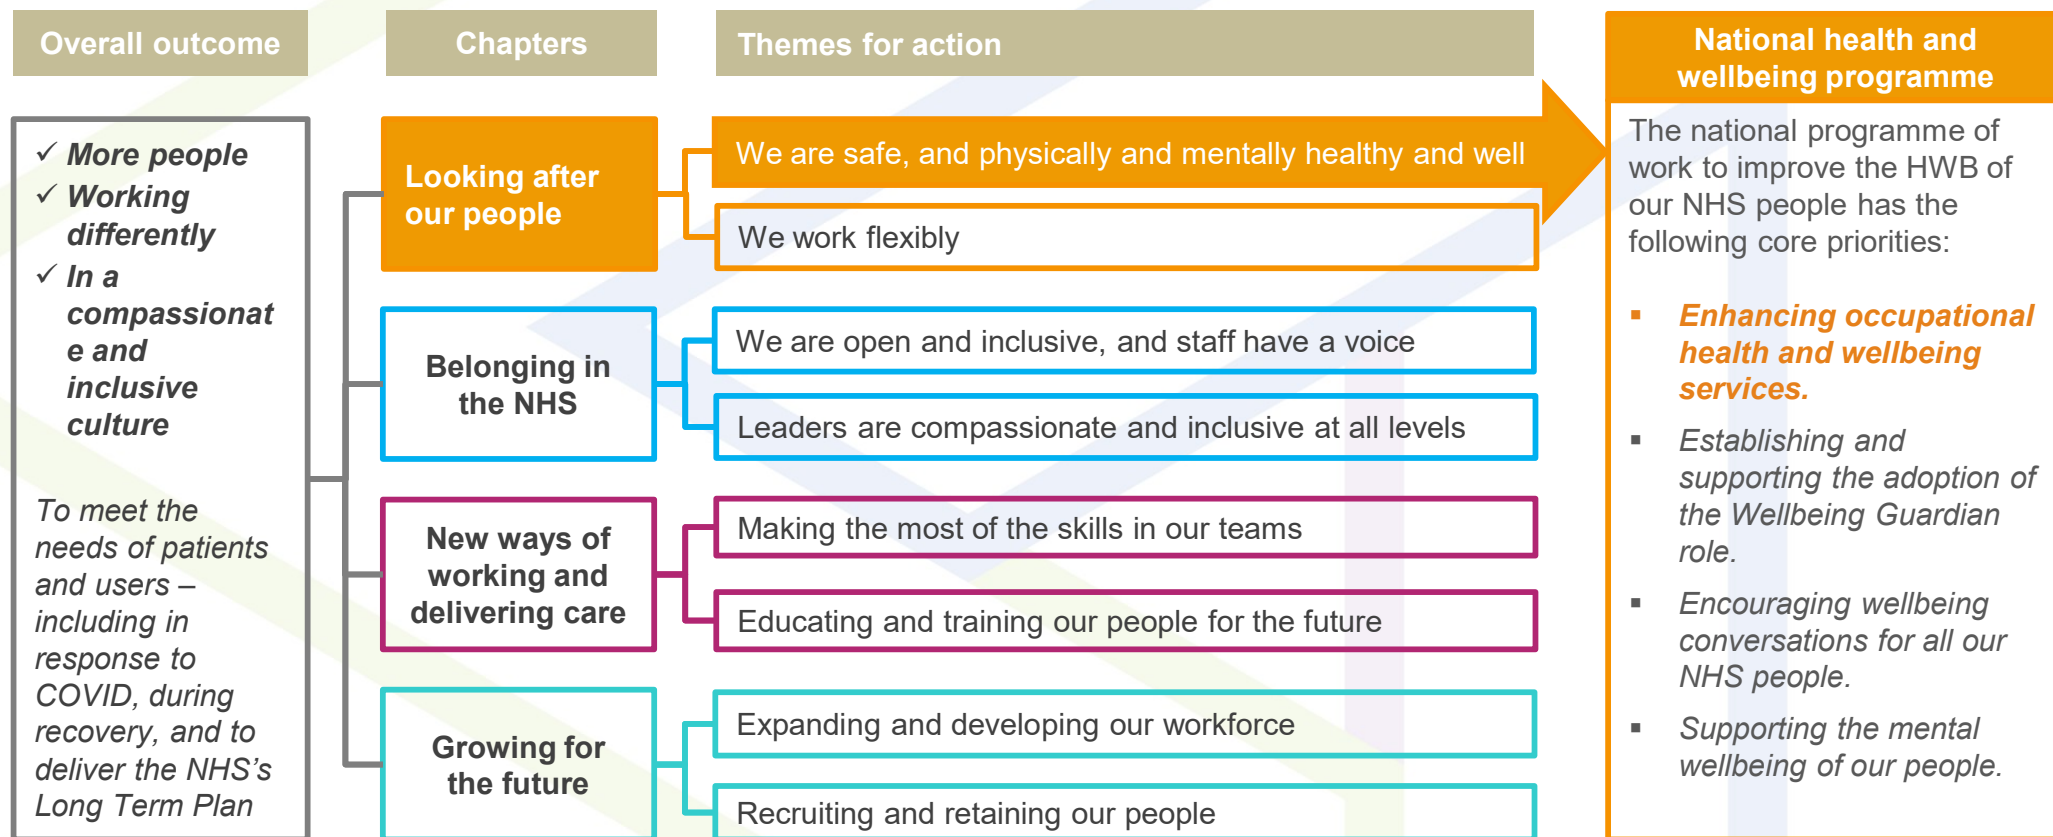 Overall outcome
✓ More people
✓ Working
differently
✓ In a
compassionat
e and
inclusive
culture
To meet the
needs of patients
and users –
including in
response to
COVID, during
recovery, and to
deliver the NHS’s
Long Term Plan
Chapters
Looking after
our people
Belonging in
the NHS
New ways of
working and
delivering care
Growing for
the future
Themes for action
We are safe, and physically and mentally healthy and well
We work flexibly
We are open and inclusive, and staff have a voice
Leaders are compassionate and inclusive at all levels
Making the most of the skills in our teams
Educating and training our people for the future
Expanding and developing our workforce
Recruiting and retaining our people
National health and
wellbeing programme
The national programme of
work to improve the HWB of
our NHS people has the
following core priorities:
▪ Enhancing occupational
health and wellbeing
services.
▪ Establishing and
supporting the adoption of
the Wellbeing Guardian
role.
▪ Encouraging wellbeing
conversations for all our
NHS people.
▪ Supporting the mental
wellbeing of our people.